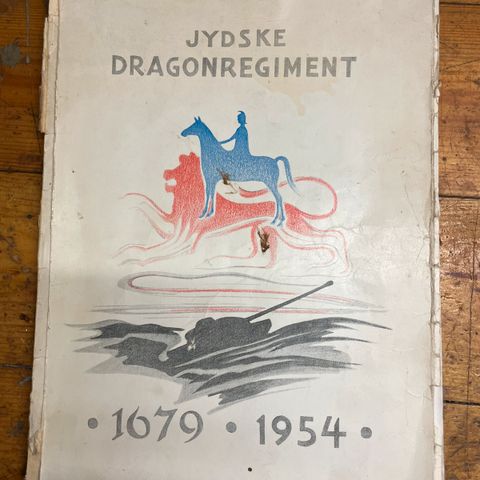 JYDSKE
DRAGONREGIMENT
• 1679 • 1954 •